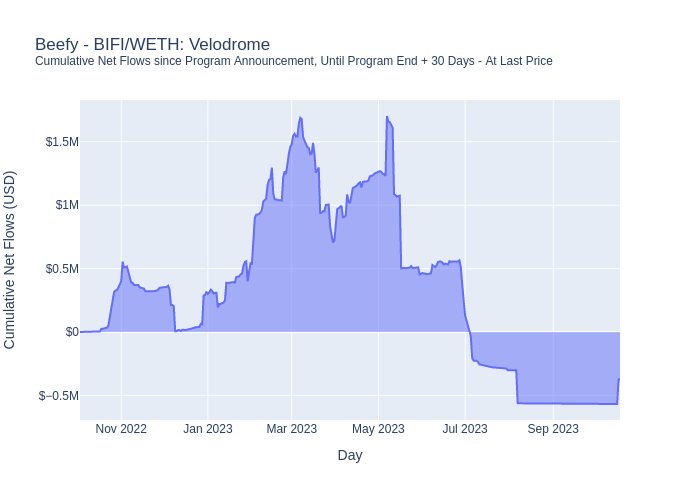 Beefy - BIFI/WETH: Velodrome
Cumulative Net Flows since Program Announcement, Until Program End + 30 Days - At Last Price
Cumulative Net Flows (USD)
$1.5M
$1M
$0.5M
$0
$−0.5M
Nov 2022 Jan 2023 Mar 2023 May 2023 Jul 2023 Sep 2023
Day